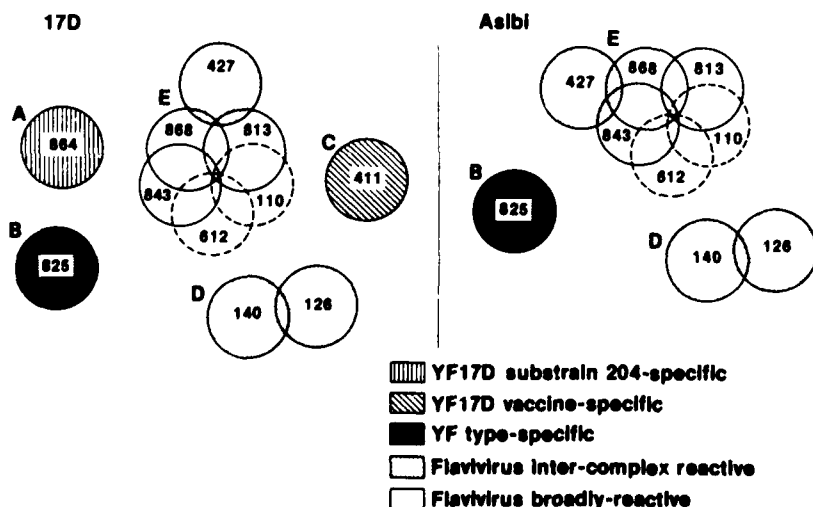 17D
Asibi
427
A
E
868
813
C
864
411
843
110
B
612
825
D
140
126
E
868
813
427
843
110
612
B
825
D
140
126
YF17D substrain 204-specific
YF17D vaccine-specific
YF type-specific
Flavivirus inter-complex reactive
Flavivirus broadly-reactive